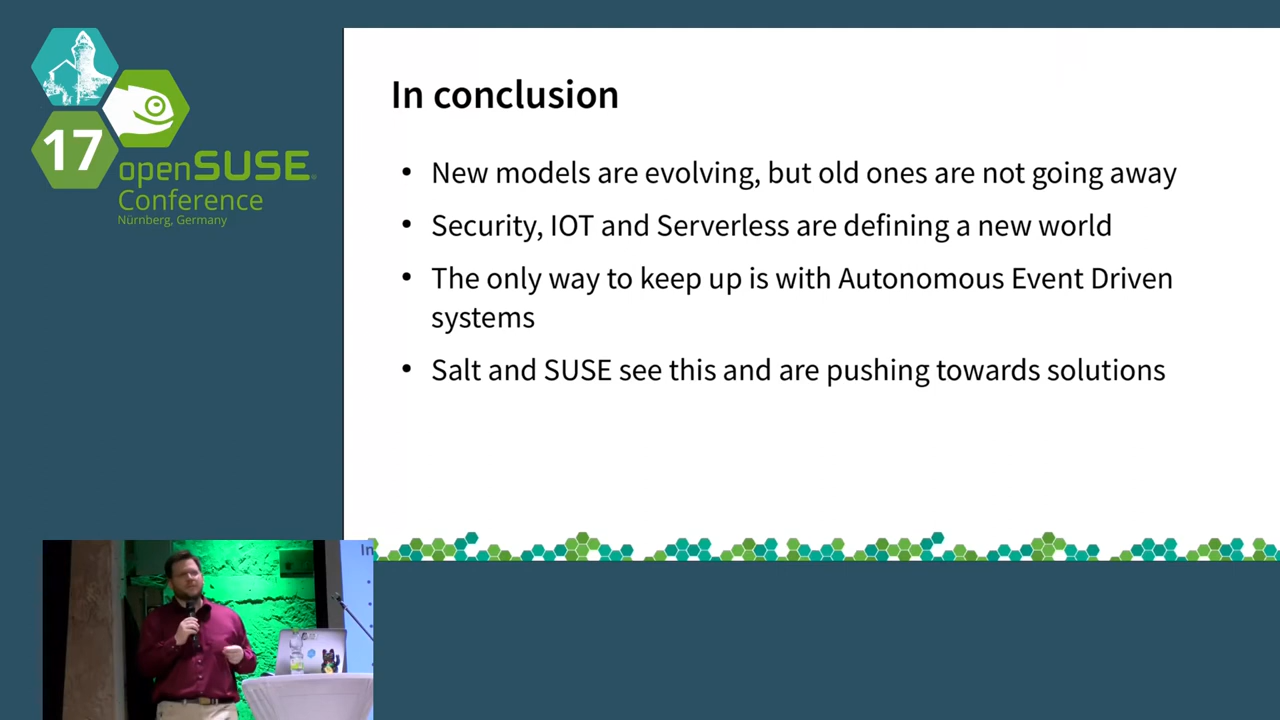 17
openSUSE
Conference
Nürnberg, Germany
In conclusion
• New models are evolving, but old ones are not going away
• Security, IOT and Serverless are defining a new world
• The only way to keep up is with Autonomous Event Driven
systems
• Salt and SUSE see this and are pushing towards solutions
In